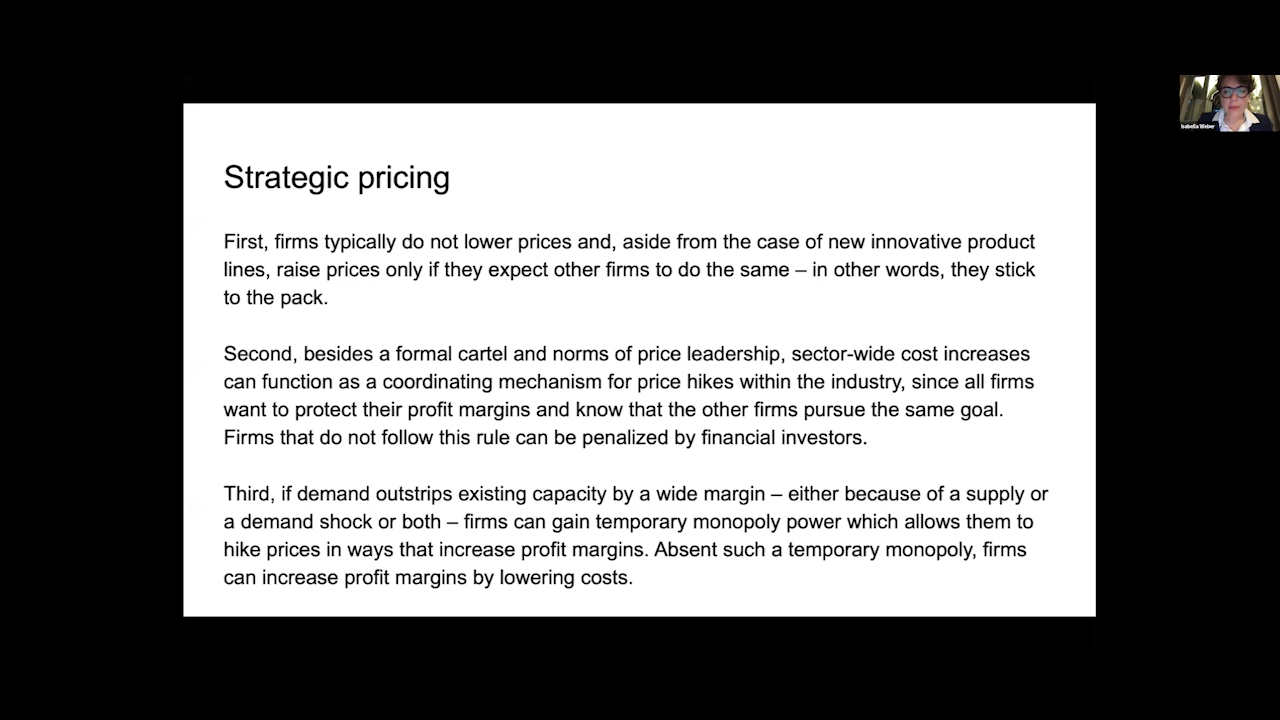 Strategic pricing
First, firms typically do not lower prices and, aside from the case of new innovative product
lines, raise prices only if they expect other firms to do the same – in other words, they stick
to the pack.
Second, besides a formal cartel and norms of price leadership, sector-wide cost increases
can function as a coordinating mechanism for price hikes within the industry, since all firms
want to protect their profit margins and know that the other firms pursue the same goal.
Firms that do not follow this rule can be penalized by financial investors.
Third, if demand outstrips existing capacity by a wide margin – either because of a supply or
a demand shock or both – firms can gain temporary monopoly power which allows them to
hike prices in ways that increase profit margins. Absent such a temporary monopoly, firms
can increase profit margins by lowering costs.
Isabella Weber